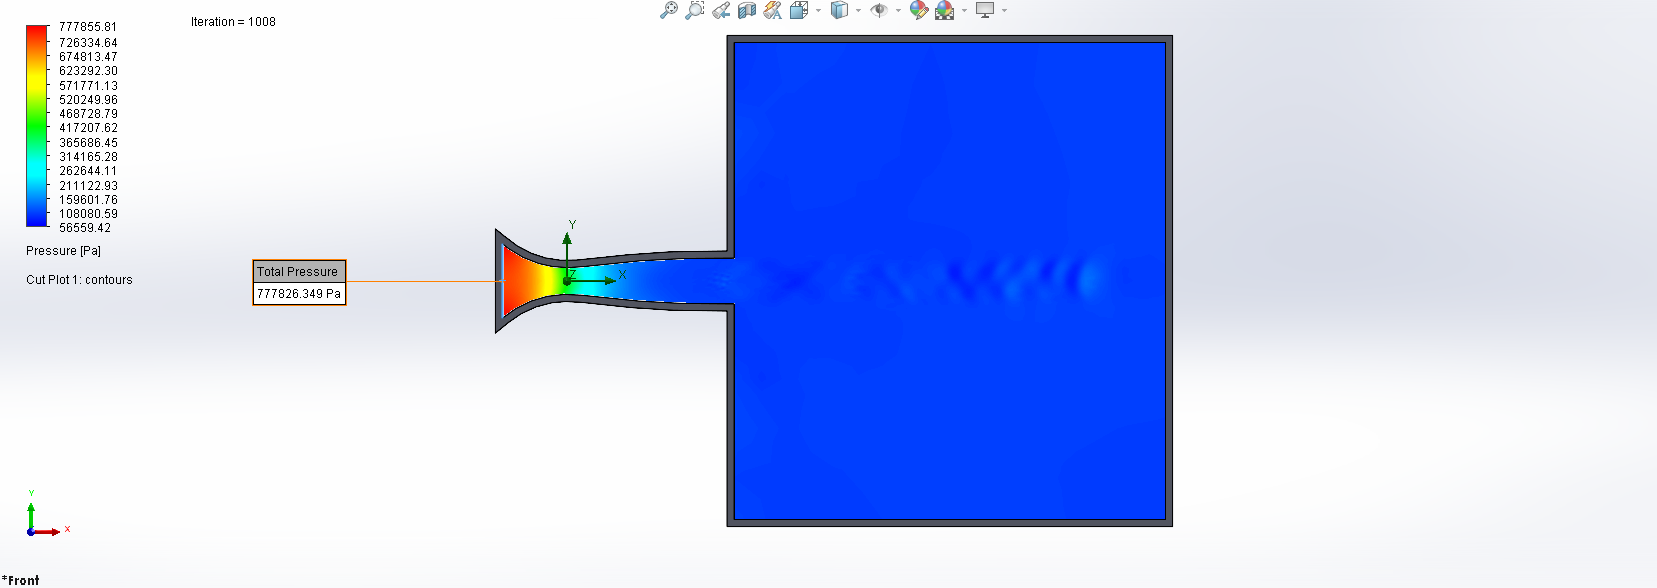 777855.81
726334.64
674813.47
623292.30
571771.13
520249.96
468728.79
417207.62
365686.45
314165.28
262644.11
211122.93
159601.76
108080.59
56559.42
Pressure [Pa]
Cut Plot 1: contours
Iteration = 1008
Total Pressure
777826.349 Pa
Y
Z
X
Y
X
*Front